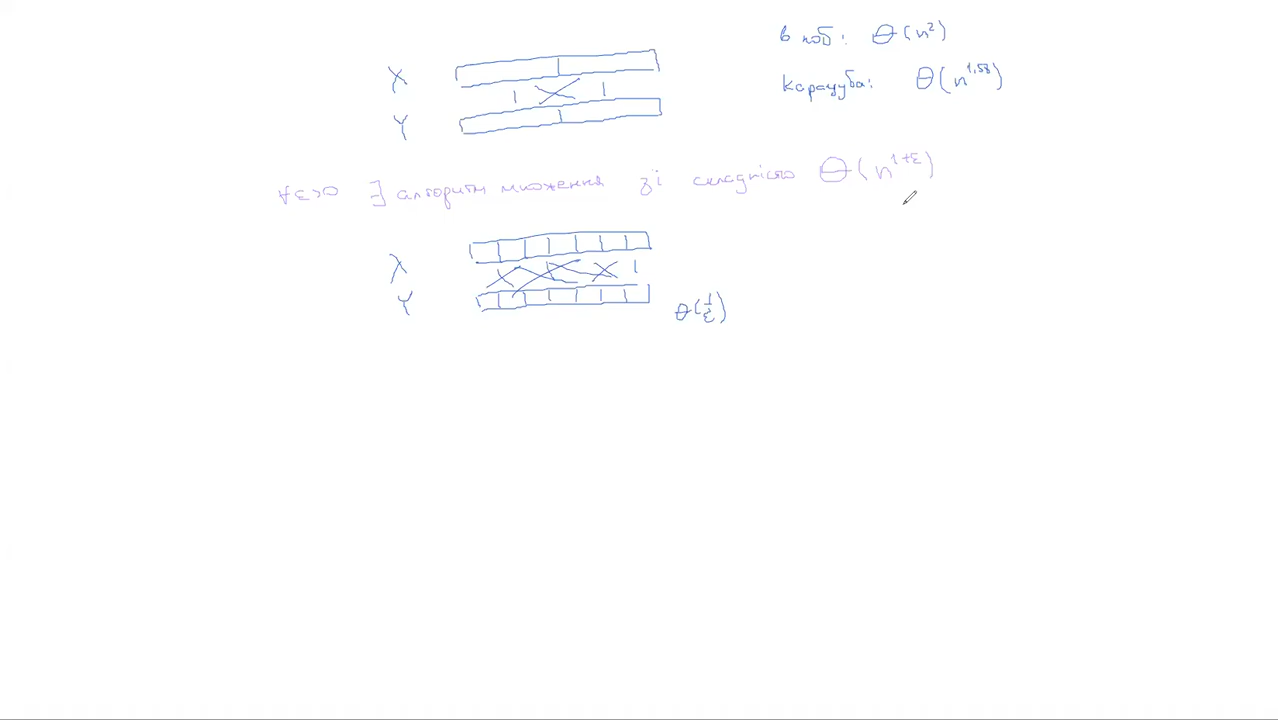 в лоб: Θ(n²)
X
Карацуба: Θ(n^1,58)
Y
∀ε>0 ∃ алгоритм множення зі складністю Θ(n^1+ε)
X
Y Θ(1/ε)